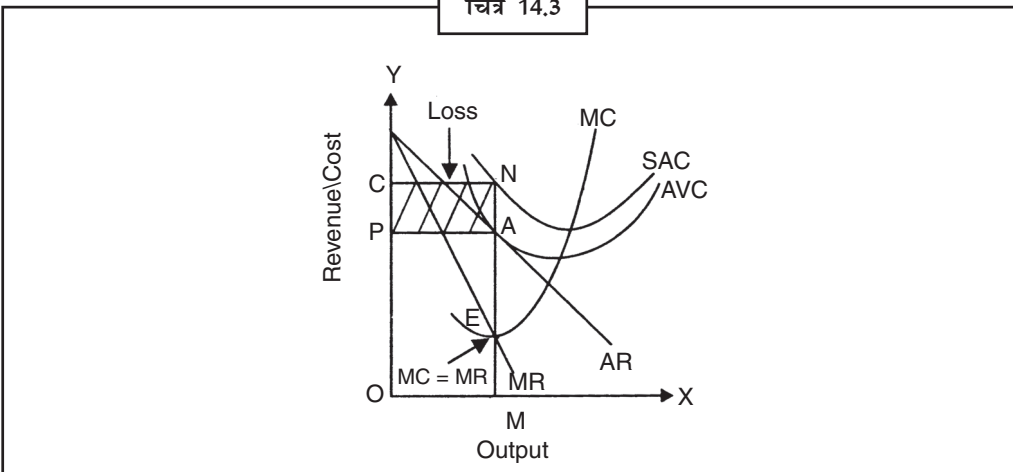 चित्र 14.3
Y
Loss
MC
SAC
AVC
C
N
P
A
Revenue\Cost
E
AR
MC = MR
MR
O
X
M
Output